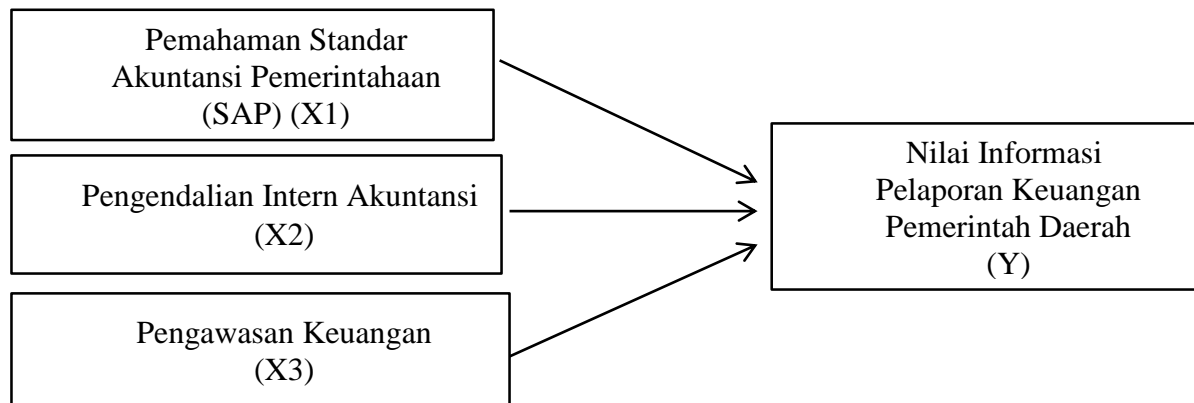 Pemahaman Standar
Akuntansi Pemerintahaan
(SAP) (X1)
Pengendalian Intern Akuntansi
(X2)
Pengawasan Keuangan
(X3)
Nilai Informasi
Pelaporan Keuangan
Pemerintah Daerah
(Y)